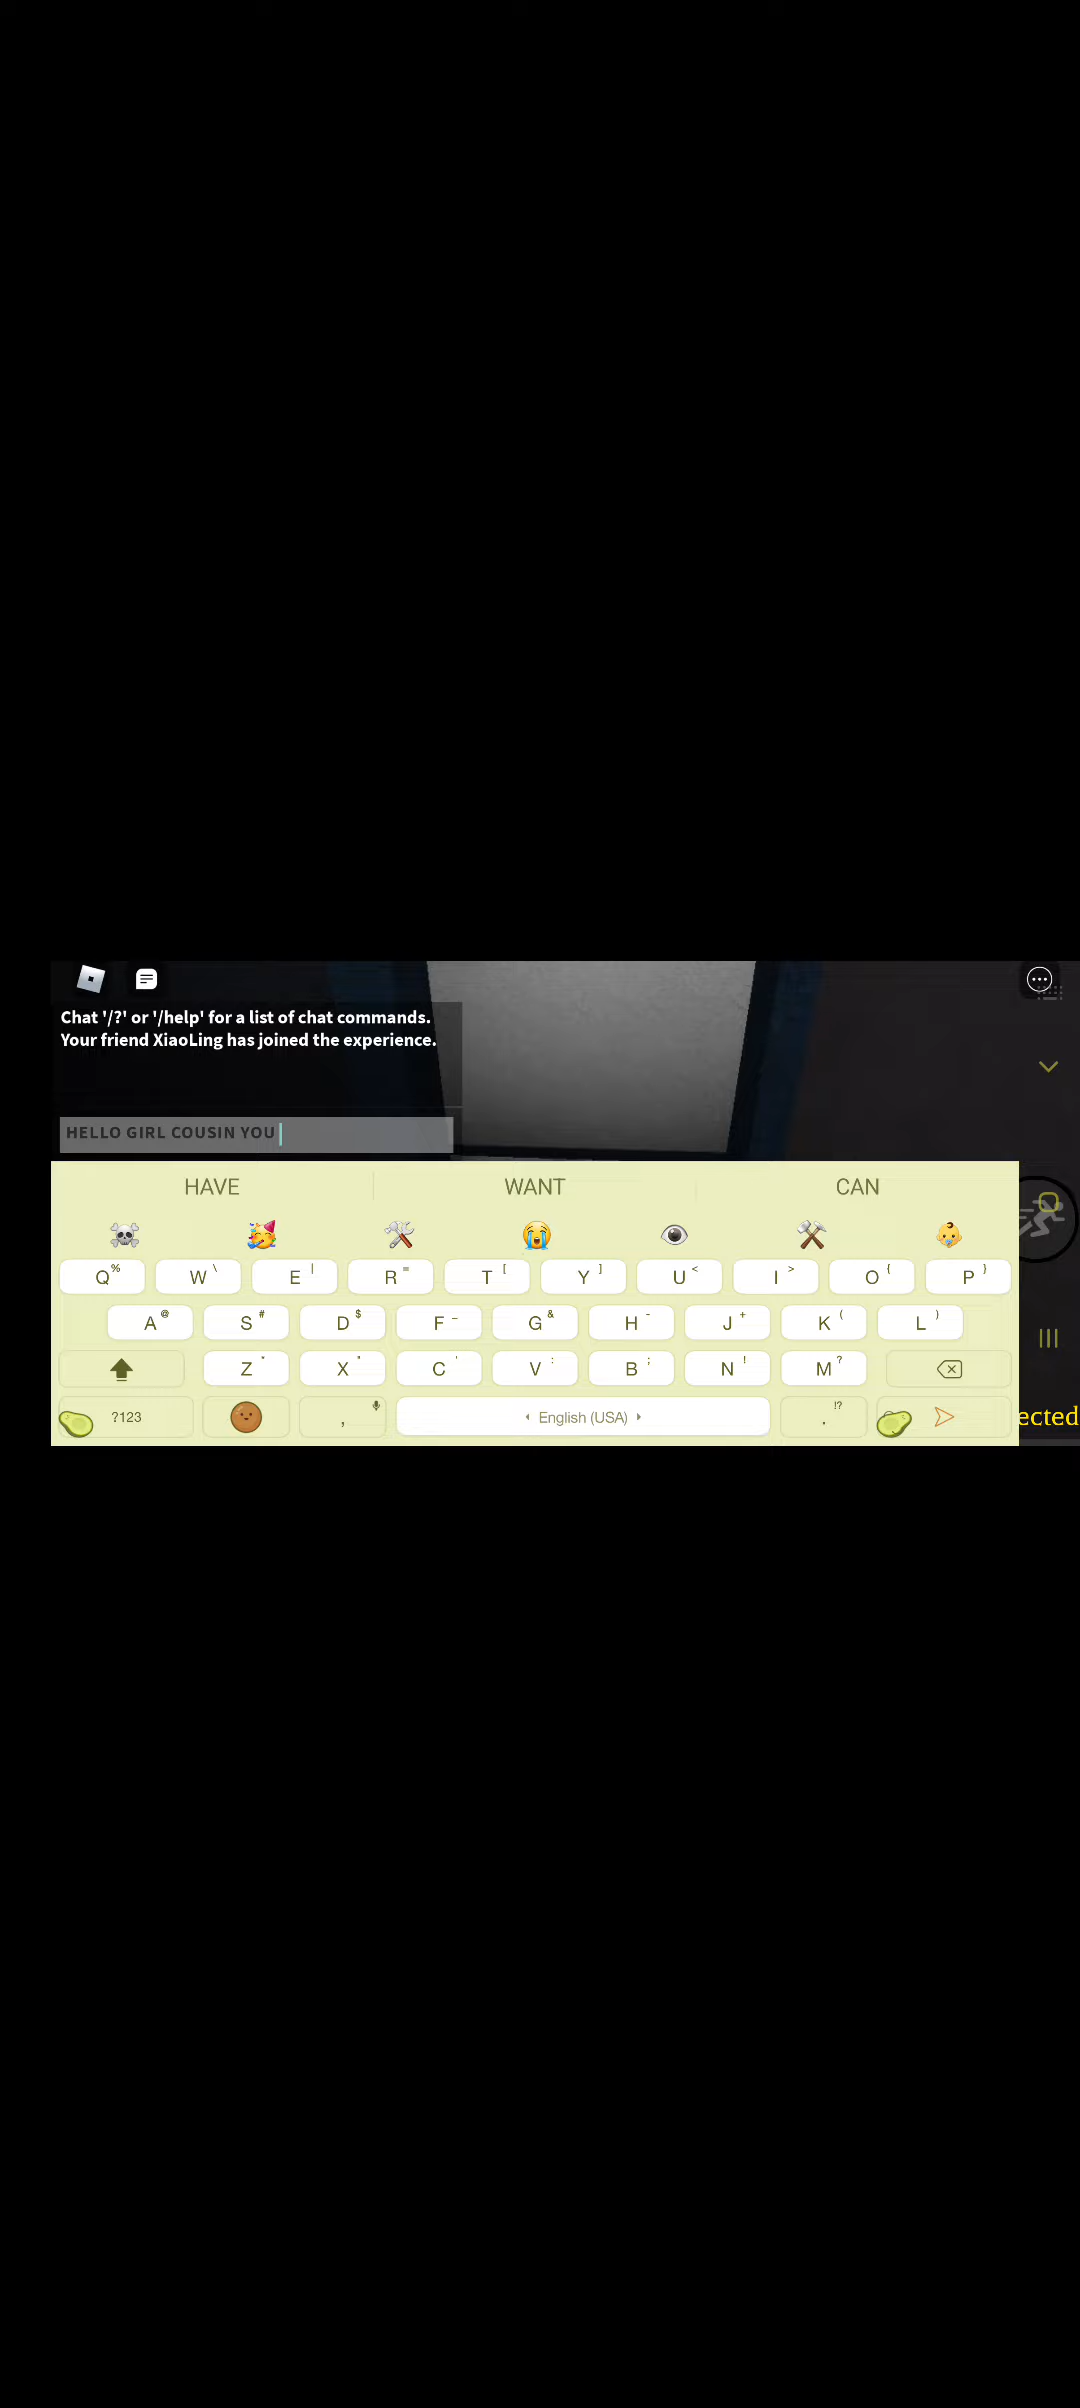 Chat '/?' or '/help' for a list of chat commands.
Your friend XiaoLing has joined the experience.
HELLO GIRL COUSIN YOU
HAVE WANT CAN
Q% W\ E| R= T[ Y] U< I> O{ P}
A@ S# D$ F_ G& H- J+ K( L)
Z* X" C' V: B; N! M?
?123 , English (USA) . !?
ected